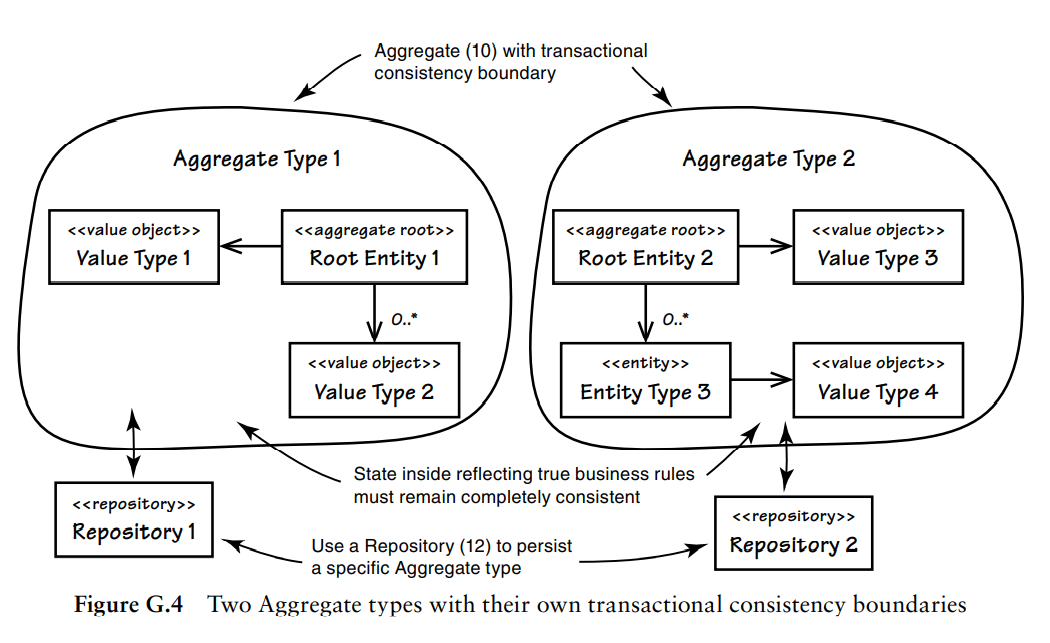 Aggregate (10) with transactional
consistency boundary
Aggregate Type 1
<<value object>>
Value Type 1
<<aggregate root>>
Root Entity 1
0..*
<<value object>>
Value Type 2
Aggregate Type 2
<<aggregate root>>
Root Entity 2
<<value object>>
Value Type 3
0..*
<<entity>>
Entity Type 3
<<value object>>
Value Type 4
State inside reflecting true business rules
must remain completely consistent
<<repository>>
Repository 1
<<repository>>
Repository 2
Use a Repository (12) to persist
a specific Aggregate type
Figure G.4 Two Aggregate types with their own transactional consistency boundaries